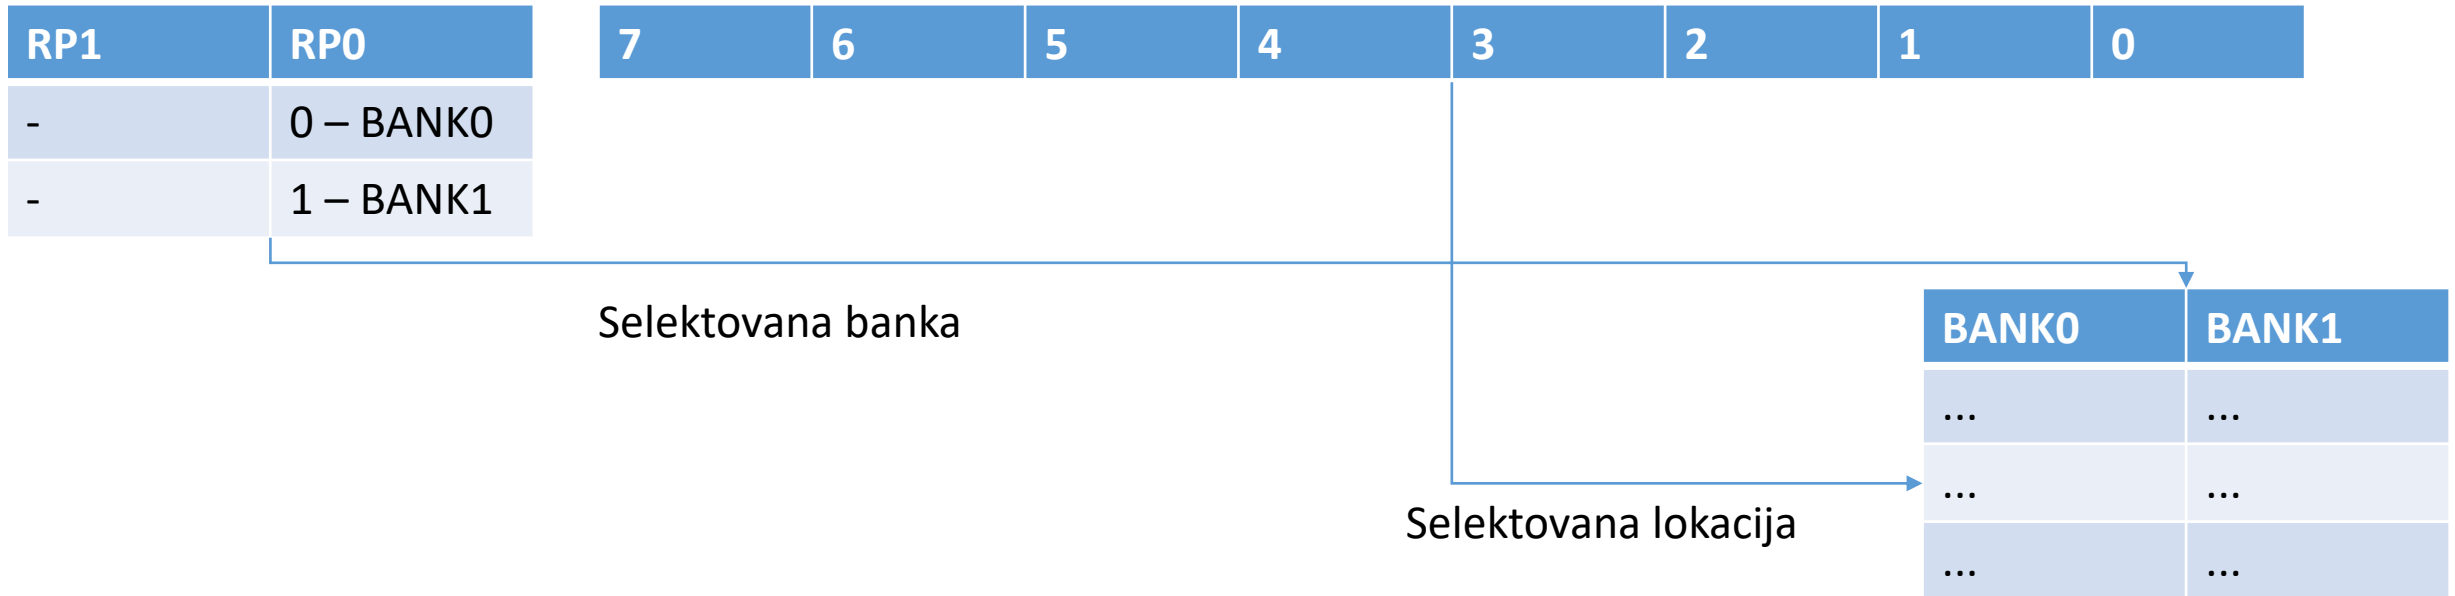 RP1 RP0 7 6 5 4 3 2 1 0
- 0 – BANK0
- 1 – BANK1
Selektovana banka
BANK0 BANK1
... ...
... ...
Selektovana lokacija
... ...